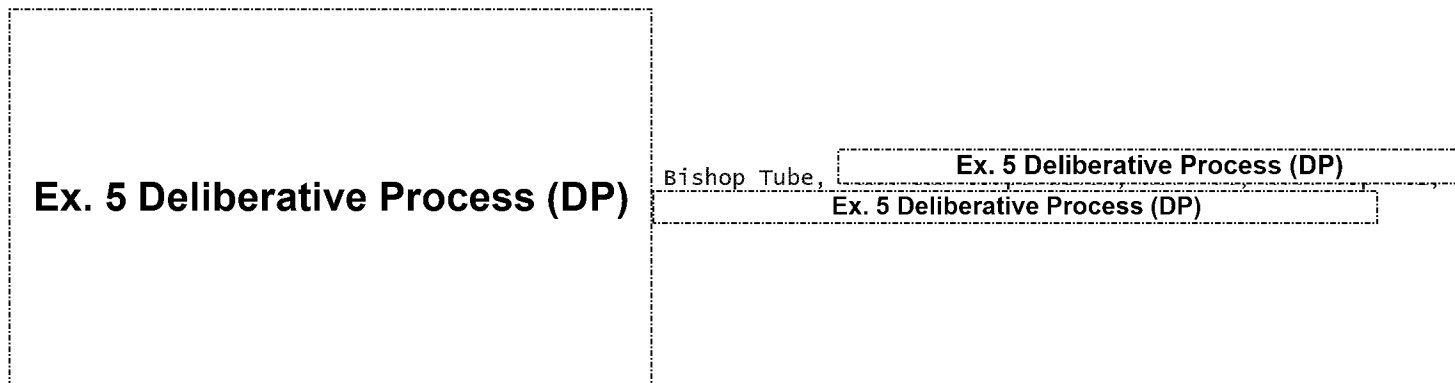 Ex. 5 Deliberative Process (DP)
Bishop Tube, Ex. 5 Deliberative Process (DP)
Ex. 5 Deliberative Process (DP)